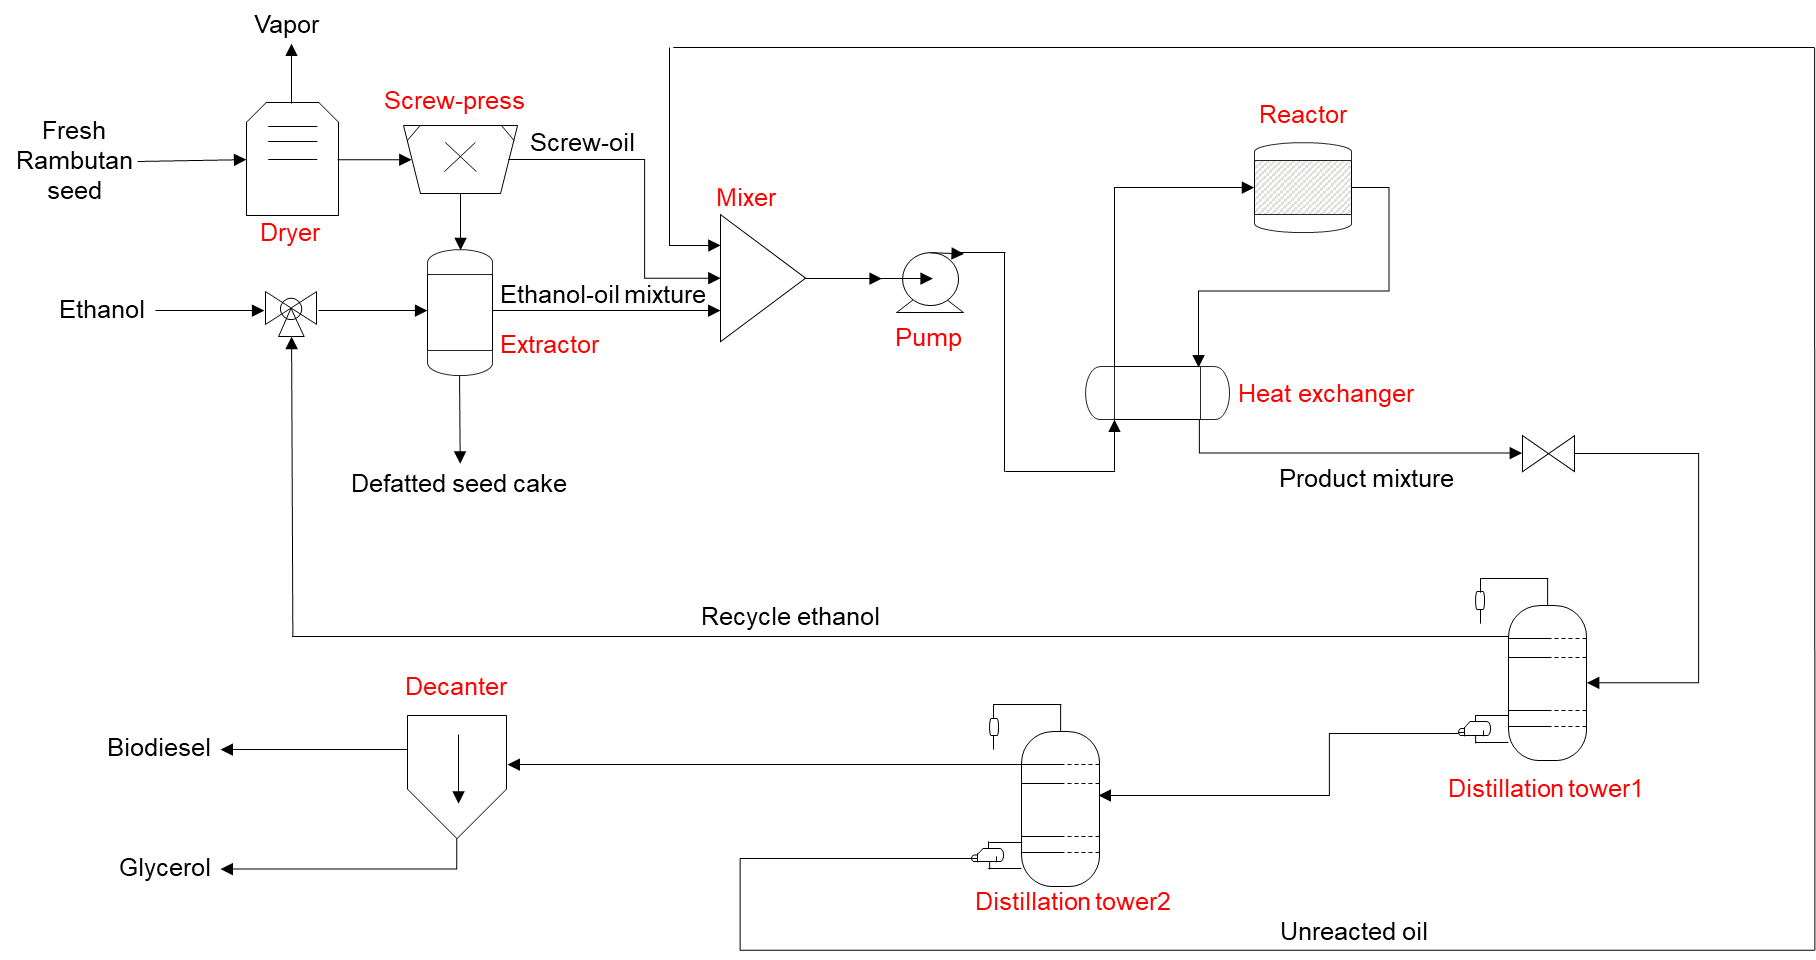 Vapor
Screw-press
Fresh
Rambutan
seed
Screw-oil
Reactor
Mixer
Dryer
Ethanol
Ethanol-oil mixture
Extractor
Pump
Heat exchanger
Defatted seed cake
Product mixture
Recycle ethanol
Decanter
Biodiesel
Distillation tower1
Glycerol
Distillation tower2
Unreacted oil